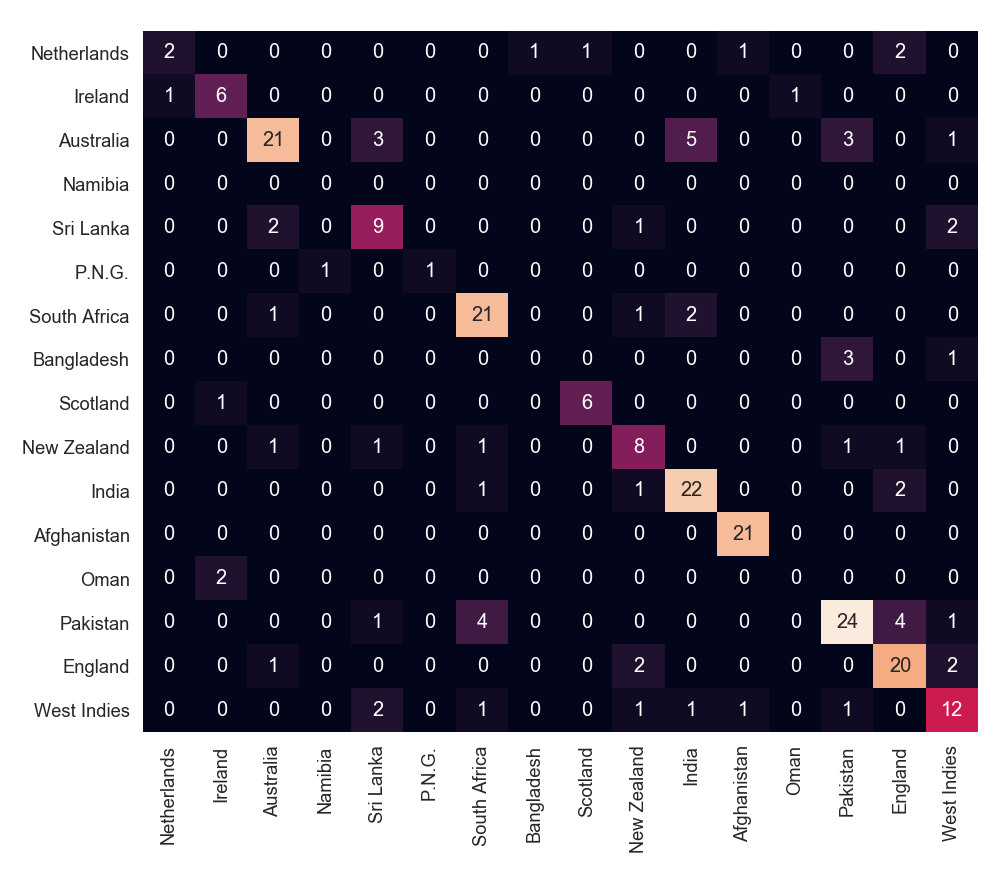 Netherlands 2 0 0 0 0 0 0 1 1 0 0 1 0 0 2 0
Ireland 1 6 0 0 0 0 0 0 0 0 0 0 1 0 0 0
Australia 0 0 21 0 3 0 0 0 0 0 5 0 0 3 0 1
Namibia 0 0 0 0 0 0 0 0 0 0 0 0 0 0 0 0
Sri Lanka 0 0 2 0 9 0 0 0 0 1 0 0 0 0 0 2
P.N.G. 0 0 0 1 0 1 0 0 0 0 0 0 0 0 0 0
South Africa 0 0 1 0 0 0 21 0 0 1 2 0 0 0 0 0
Bangladesh 0 0 0 0 0 0 0 0 0 0 0 0 0 3 0 1
Scotland 0 1 0 0 0 0 0 0 6 0 0 0 0 0 0 0
New Zealand 0 0 1 0 1 0 1 0 0 8 0 0 0 1 1 0
India 0 0 0 0 0 0 1 0 0 1 22 0 0 0 2 0
Afghanistan 0 0 0 0 0 0 0 0 0 0 0 21 0 0 0 0
Oman 0 2 0 0 0 0 0 0 0 0 0 0 0 0 0 0
Pakistan 0 0 0 0 1 0 4 0 0 0 0 0 0 24 4 1
England 0 0 1 0 0 0 0 0 0 2 0 0 0 0 20 2
West Indies 0 0 0 0 2 0 1 0 0 1 1 1 0 1 0 12
Netherlands
Ireland
Australia
Namibia
Sri Lanka
P.N.G.
South Africa
Bangladesh
Scotland
New Zealand
India
Afghanistan
Oman
Pakistan
England
West Indies